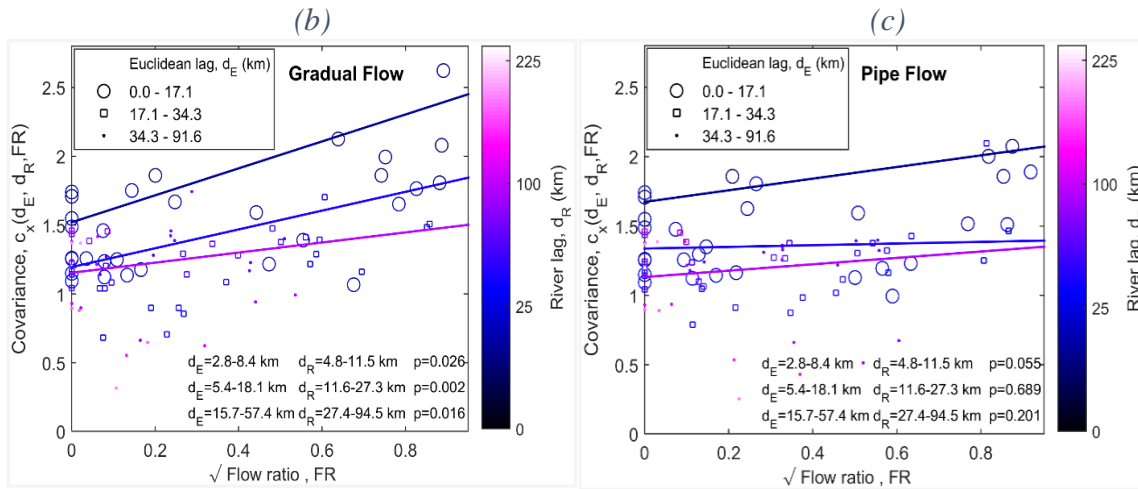 (b)
Covariance, c_x(d_E, d_R,FR)
2.5
2
1.5
1
0.5
0
Euclidean lag, d_E (km)
0.0 - 17.1
17.1 - 34.3
34.3 - 91.6
Gradual Flow
d_E=2.8-8.4 km d_R=4.8-11.5 km p=0.026
d_E=5.4-18.1 km d_R=11.6-27.3 km p=0.002
d_E=15.7-57.4 km d_R=27.4-94.5 km p=0.016
0 0.2 0.4 0.6 0.8
√ Flow ratio , FR
225
100
25
0
River lag, d_R (km)
(c)
Covariance, c_x(d_E, d_R,FR)
2.5
2
1.5
1
0.5
0
Euclidean lag, d_E (km)
0.0 - 17.1
17.1 - 34.3
34.3 - 91.6
Pipe Flow
d_E=2.8-8.4 km d_R=4.8-11.5 km p=0.055
d_E=5.4-18.1 km d_R=11.6-27.3 km p=0.689
d_E=15.7-57.4 km d_R=27.4-94.5 km p=0.201
0 0.2 0.4 0.6 0.8
√ Flow ratio , FR
225
100
25
0
River lag, d_R (km)